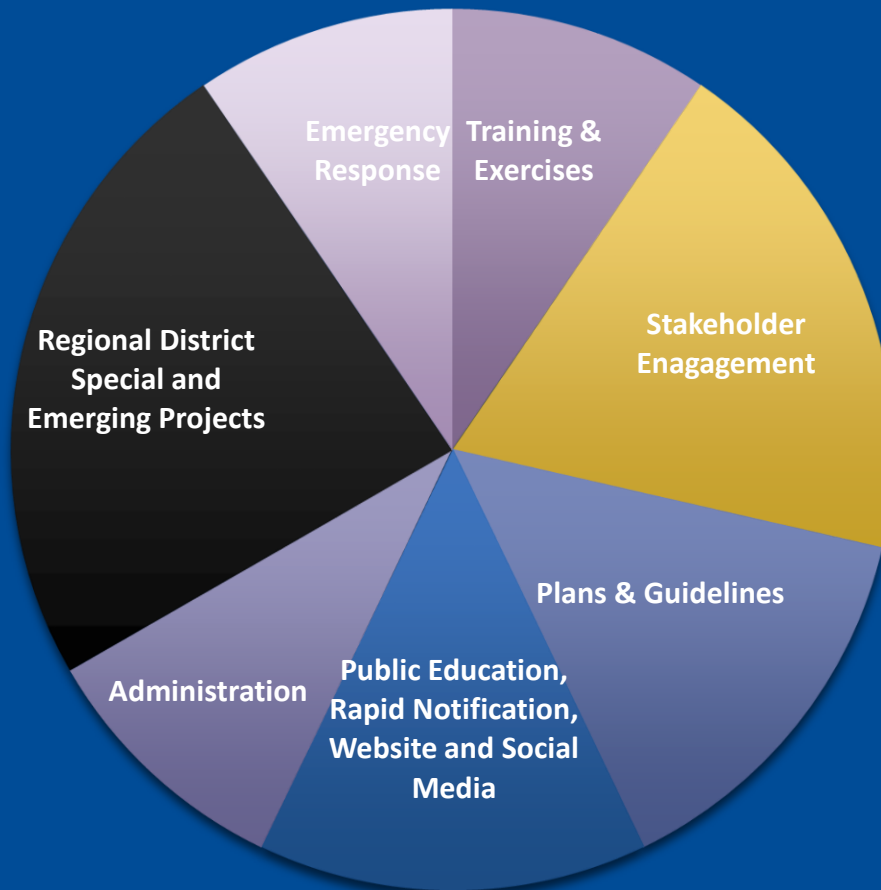 Emergency
Response
Training &
Exercises
Stakeholder
Enagagement
Regional District
Special and
Emerging Projects
Plans & Guidelines
Administration
Public Education,
Rapid Notification,
Website and Social
Media